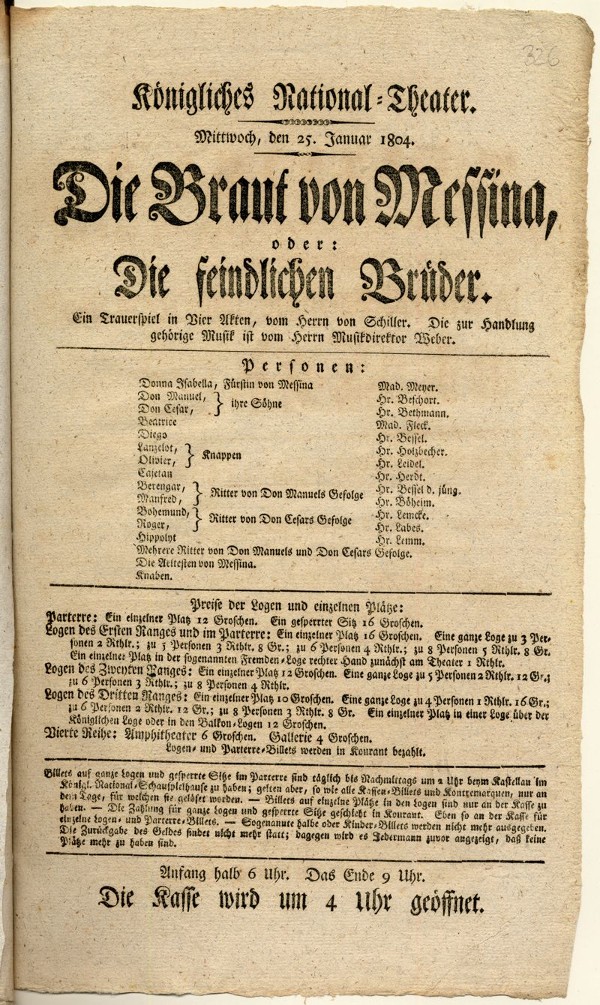 326
Königliches National-Theater.
Mittwoch, den 25. Januar 1804.
Die Braut von Messina,
oder:
Die feindlichen Brüder.
Ein Trauerspiel in Vier Akten, vom Herrn von Schiller. Die zur Handlung
gehörige Musik ist vom Herrn Musikdirektor Weber.
Personen:
Donna Isabella, Fürstin von Messina Mad. Meyer.
Don Manuel, } ihre Söhne Hr. Beschort.
Don Cesar, Hr. Bethmann.
Beatrice Mad. Fleck.
Diego Hr. Bessel.
Lanzelot, } Knappen Hr. Holzbecher.
Olivier, Hr. Leidel.
Cajetan Hr. Herdt.
Berengar, } Ritter von Don Manuels Gefolge Hr. Bessel d. jüng.
Manfred, Hr. Böheim.
Bohemund, } Ritter von Don Cesars Gefolge Hr. Lemcke.
Roger, Hr. Labes.
Hippolyt Hr. Lemm.
Mehrere Ritter von Don Manuels und Don Cesars Gefolge.
Die Aeltesten von Messina.
Knaben.
Preise der Logen und einzelnen Plätze:
Parterre: Ein einzelner Platz 12 Groschen. Ein gesperrter Sitz 16 Groschen.
Logen des Ersten Ranges und im Parterre: Ein einzelner Platz 16 Groschen. Eine ganze Loge zu 3 Per-
sonen 2 Rthlr.; zu 5 Personen 3 Rthlr. 8 Gr.; zu 6 Personen 4 Rthlr.; zu 8 Personen 5 Rthlr. 8 Gr.
Ein einzelner Platz in der sogenannten Fremden-Loge rechter Hand zunächst am Theater 1 Rthlr.
Logen des Zweyten Ranges: Ein einzelner Platz 12 Groschen. Eine ganze Loge zu 5 Personen 2 Rthlr. 12 Gr.;
zu 6 Personen 3 Rthlr.; zu 8 Personen 4 Rthlr.
Logen des Dritten Ranges: Ein einzelner Platz 10 Groschen. Eine ganze Loge zu 4 Personen 1 Rthlr. 16 Gr.;
zu 6 Personen 2 Rthlr. 12 Gr.; zu 8 Personen 3 Rthlr. 8 Gr. Ein einzelner Platz in einer Loge über der
Königlichen Loge oder in den Balkon-Logen 12 Groschen.
Vierte Reihe: Amphitheater 6 Groschen. Gallerie 4 Groschen.
Logen- und Parterre-Billets werden in Kourant bezahlt.
Billets auf ganze Logen und gesperrte Sitze im Parterre sind täglich bis Nachmittags um 2 Uhr beym Kastellan im
Königl. National-Schauspielhause zu haben; gelten aber, so wie alle Kassen-Billets und Kontremarquen, nur an
dem Tage, für welchen sie gelöset worden. — Billets auf einzelne Plätze in den Logen sind nur an der Kasse zu
haben. — Die Zahlung für ganze Logen und gesperrte Sitze geschieht in Kourant. Eben so an der Kasse für
einzelne Logen- und Parterre-Billets. — Sogenannte halbe oder Kinder-Billets werden nicht mehr ausgegeben.
Die Zurückgabe des Geldes findet nicht mehr statt; dagegen wird es Jedermann zuvor angezeigt, daß keine
Plätze mehr zu haben sind.
Anfang halb 6 Uhr. Das Ende 9 Uhr.
Die Kasse wird um 4 Uhr geöffnet.